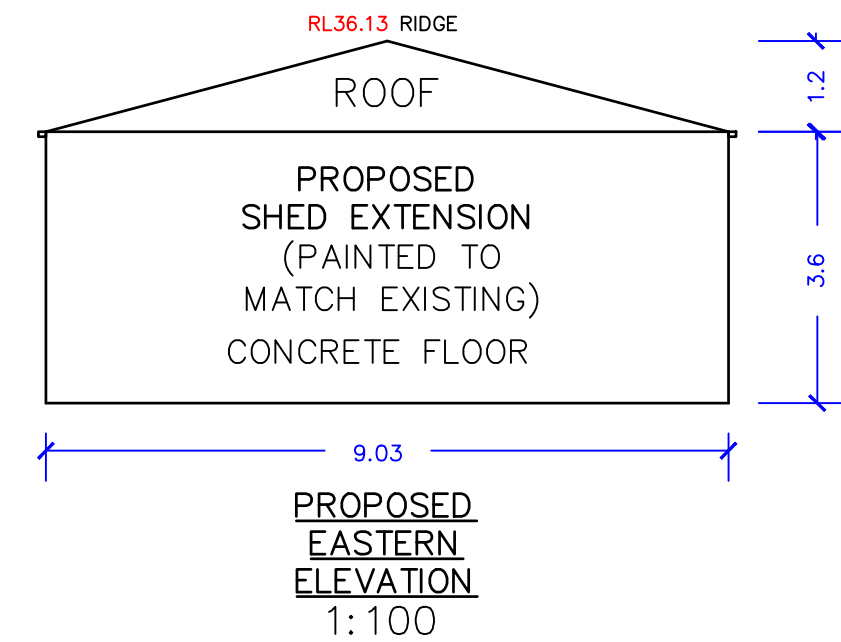 RL36.13 RIDGE
ROOF
1.2
PROPOSED
SHED EXTENSION
(PAINTED TO
MATCH EXISTING)
CONCRETE FLOOR
3.6
9.03
PROPOSED
EASTERN
ELEVATION
1:100